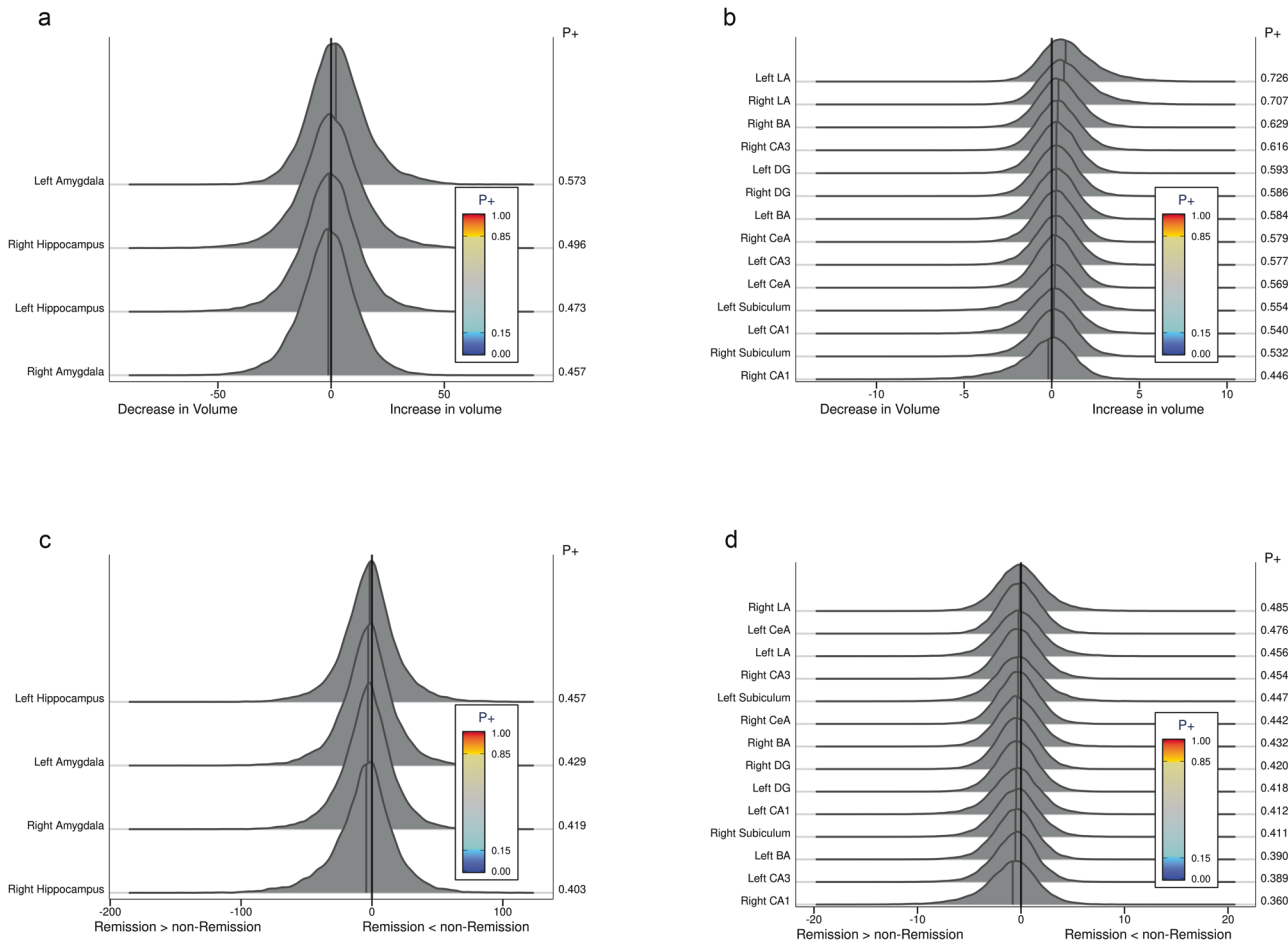 a
P+
Left Amygdala 0.573
Right Hippocampus 0.496
Left Hippocampus 0.473
Right Amygdala 0.457
P+
1.00
0.85
0.15
0.00
-50 0 50
Decrease in Volume Increase in volume
b
P+
Left LA 0.726
Right LA 0.707
Right BA 0.629
Right CA3 0.616
Left DG 0.593
Right DG 0.586
Left BA 0.584
Right CeA 0.579
Left CA3 0.577
Left CeA 0.569
Left Subiculum 0.554
Left CA1 0.540
Right Subiculum 0.532
Right CA1 0.446
P+
1.00
0.85
0.15
0.00
-10 -5 0 5 10
Decrease in Volume Increase in volume
c
P+
Left Hippocampus 0.457
Left Amygdala 0.429
Right Amygdala 0.419
Right Hippocampus 0.403
P+
1.00
0.85
0.15
0.00
-200 -100 0 100
Remission > non-Remission Remission < non-Remission
d
P+
Right LA 0.485
Left CeA 0.476
Left LA 0.456
Right CA3 0.454
Left Subiculum 0.447
Right CeA 0.442
Right BA 0.432
Right DG 0.420
Left DG 0.418
Left CA1 0.412
Right Subiculum 0.411
Left BA 0.390
Left CA3 0.389
Right CA1 0.360
P+
1.00
0.85
0.15
0.00
-20 -10 0 10 20
Remission > non-Remission Remission < non-Remission